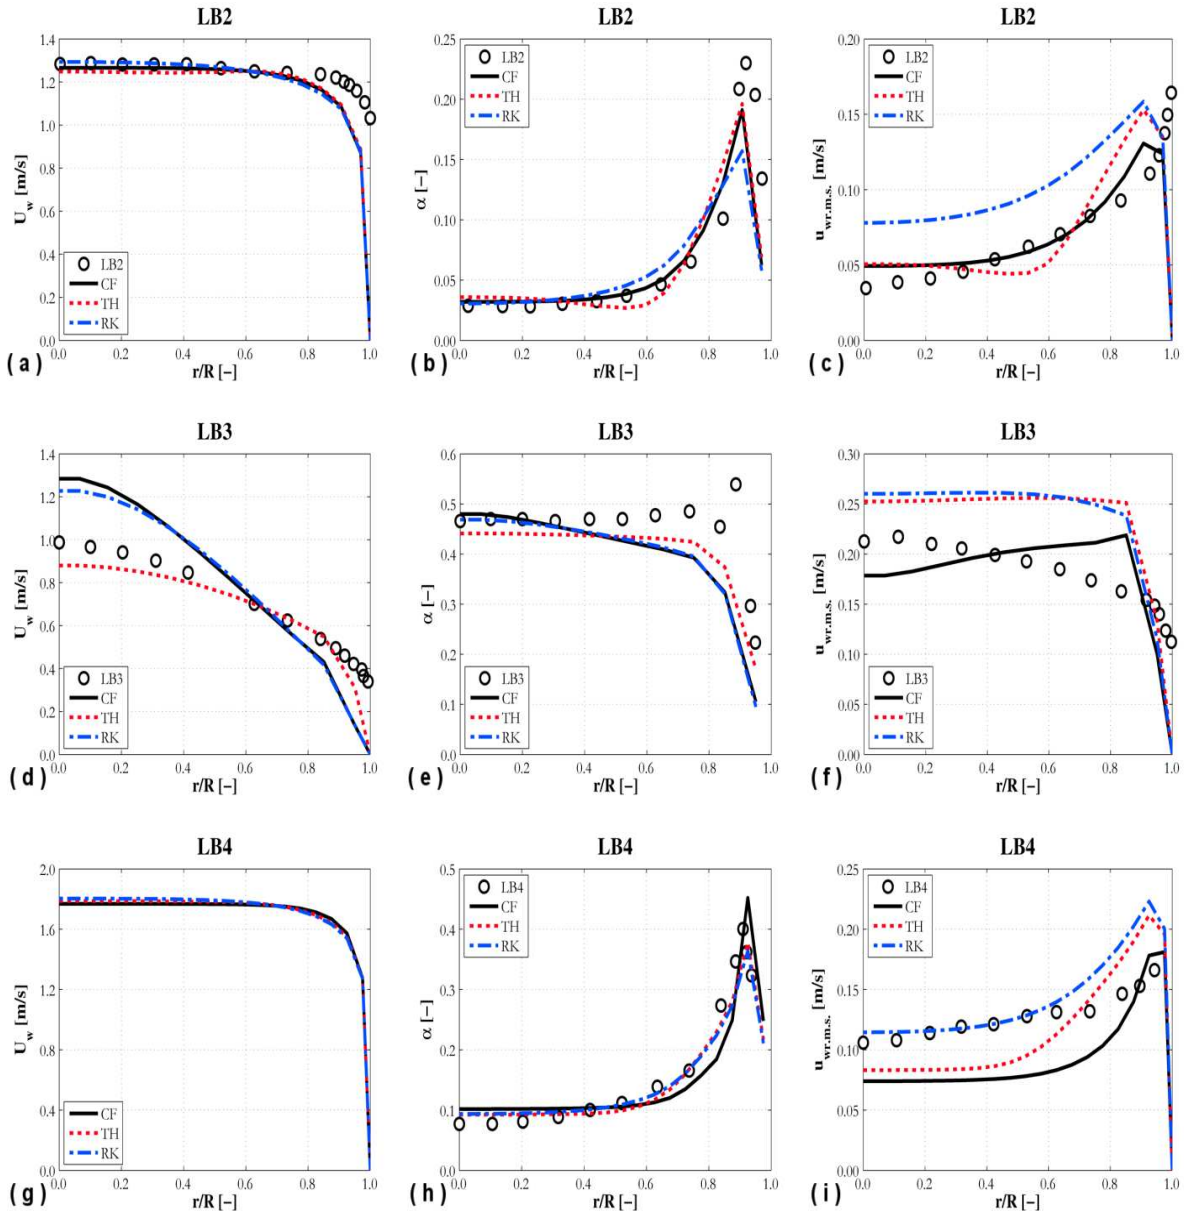 LB2
U_w [m/s]
1.4
1.2
1.0
0.8
0.6
0.4
0.2
0.0
LB2
CF
TH
RK
0.0 0.2 0.4 0.6 0.8 1.0
r/R [−]
(a)
LB2
α [−]
0.25
0.20
0.15
0.10
0.05
0.00
LB2
CF
TH
RK
0.0 0.2 0.4 0.6 0.8 1.0
r/R [−]
(b)
LB2
u_wr.m.s. [m/s]
0.20
0.15
0.10
0.05
0.00
LB2
CF
TH
RK
0.0 0.2 0.4 0.6 0.8 1.0
r/R [−]
(c)
LB3
U_w [m/s]
1.4
1.2
1.0
0.8
0.6
0.4
0.2
0.0
LB3
CF
TH
RK
0.0 0.2 0.4 0.6 0.8 1.0
r/R [−]
(d)
LB3
α [−]
0.6
0.5
0.4
0.3
0.2
0.1
0.0
LB3
CF
TH
RK
0.0 0.2 0.4 0.6 0.8 1.0
r/R [−]
(e)
LB3
u_wr.m.s. [m/s]
0.30
0.25
0.20
0.15
0.10
0.05
0.00
LB3
CF
TH
RK
0.0 0.2 0.4 0.6 0.8 1.0
r/R [−]
(f)
LB4
U_w [m/s]
2.0
1.6
1.2
0.8
0.4
0.0
CF
TH
RK
0.0 0.2 0.4 0.6 0.8 1.0
r/R [−]
(g)
LB4
α [−]
0.5
0.4
0.3
0.2
0.1
0.0
LB4
CF
TH
RK
0.0 0.2 0.4 0.6 0.8 1.0
r/R [−]
(h)
LB4
u_wr.m.s. [m/s]
0.25
0.20
0.15
0.10
0.05
0.00
LB4
CF
TH
RK
0.0 0.2 0.4 0.6 0.8 1.0
r/R [−]
(i)